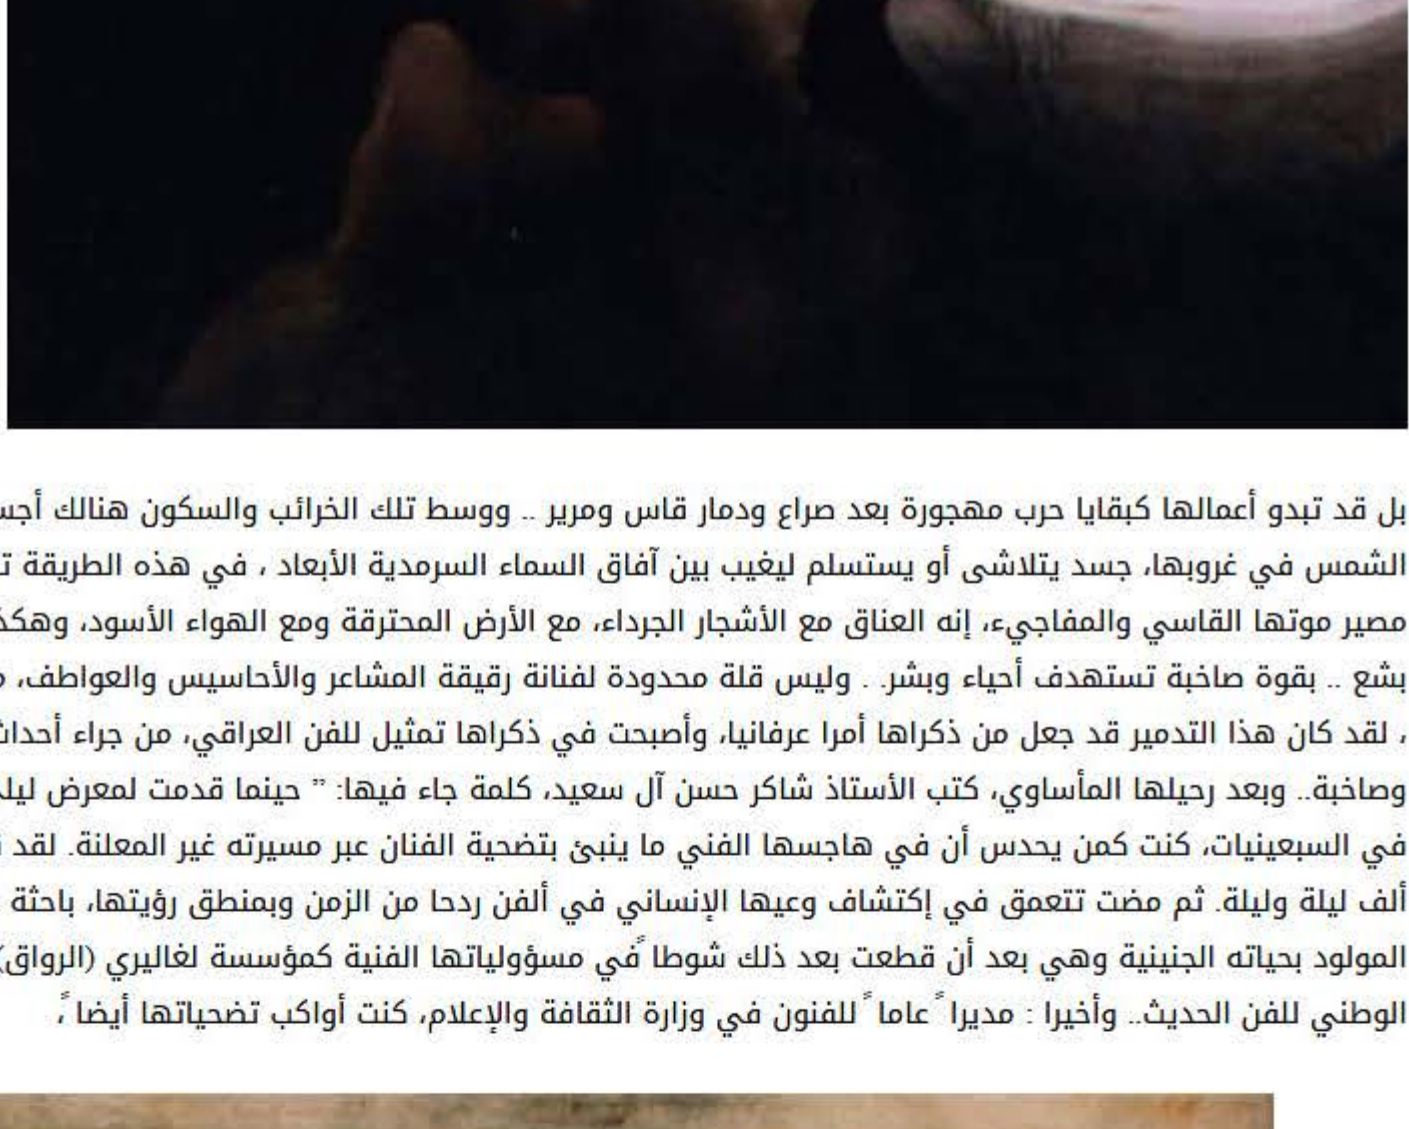 بل قد تبدو أعمالها كبقايا حرب مهجورة بعد صراع ودمار قاس ومرير .. ووسط تلك الخرائب والسكون هنالك
الشمس في غروبها، جسد يتلاشى أو يستسلم ليغيب بين آفاق السماء السرمدية الأبعاد ، في هذه الطريقة
مصير موتها القاسي والمفاجيء، إنه العناق مع الأشجار الجرداء، مع الأرض المحترقة ومع الهواء الأسود،
بشع .. بقوة صاخبة تستهدف أحياء وبشر. . وليس قلة محدودة لفنانة رقيقة المشاعر والأحاسيس والعواطف،
، لقد كان هذا التدمير قد جعل من ذكراها أمرا عرفانيا، وأصبحت في ذكراها تمثيل للفن العراقي، من جراء
وصاخبة.. وبعد رحيلها المأساوي، كتب الأستاذ شاكر حسن آل سعيد، كلمة جاء فيها: ” حينما قدمت لمعرض
في السبعينيات، كنت كمن يحدس أن في هاجسها الفني ما ينبئ بتضحية الفنان عبر مسيرته غير المعلنة. لقد
ألف ليلة وليلة. ثم مضت تتعمق في إكتشاف وعيها الإنساني في ألفن ردحا من الزمن وبمنطق رؤيتها، باحثة
المولود بحياته الجنينية وهي بعد أن قطعت بعد ذلك شوطا ًفي مسؤولياتها الفنية كمؤسسة لغاليري (الرواق)
الوطني للفن الحديث.. وأخيرا : مديرا ً عاما ً للفنون في وزارة الثقافة والإعلام، كنت أواكب تضحياتها أيضا ً،